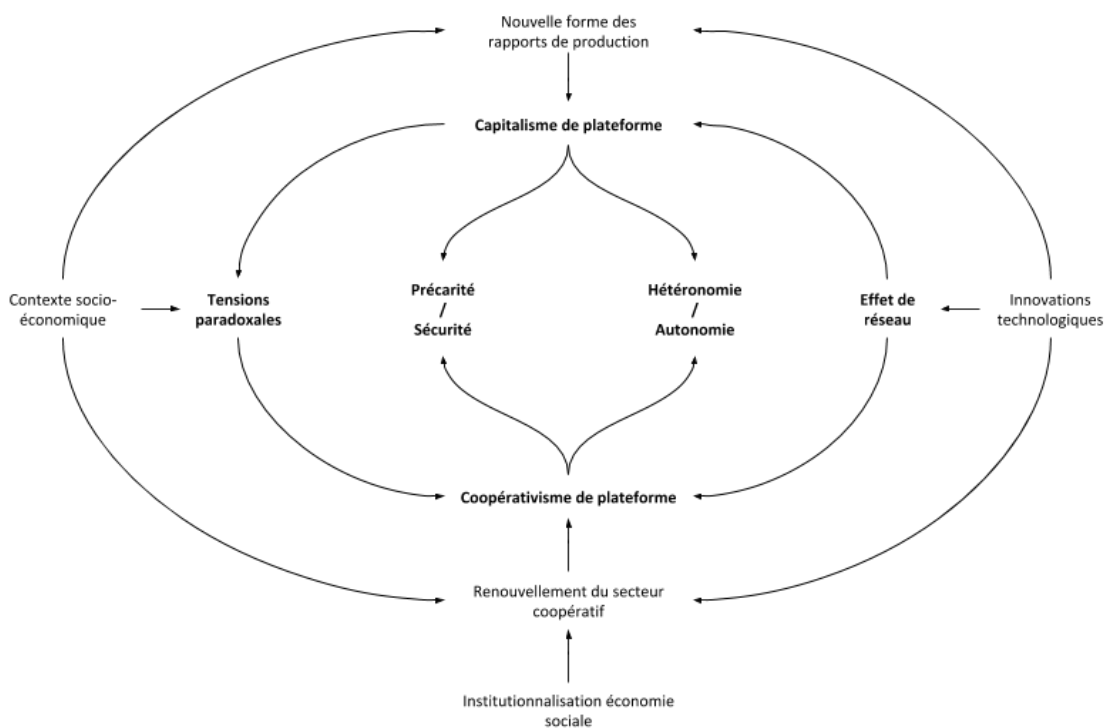 Nouvelle forme des
rapports de production
Capitalisme de plateforme
Contexte socio-
économique
Tensions
paradoxales
Précarité
/
Sécurité
Hétéronomie
/
Autonomie
Effet de
réseau
Innovations
technologiques
Coopérativisme de plateforme
Renouvellement du secteur
coopératif
Institutionnalisation économie
sociale